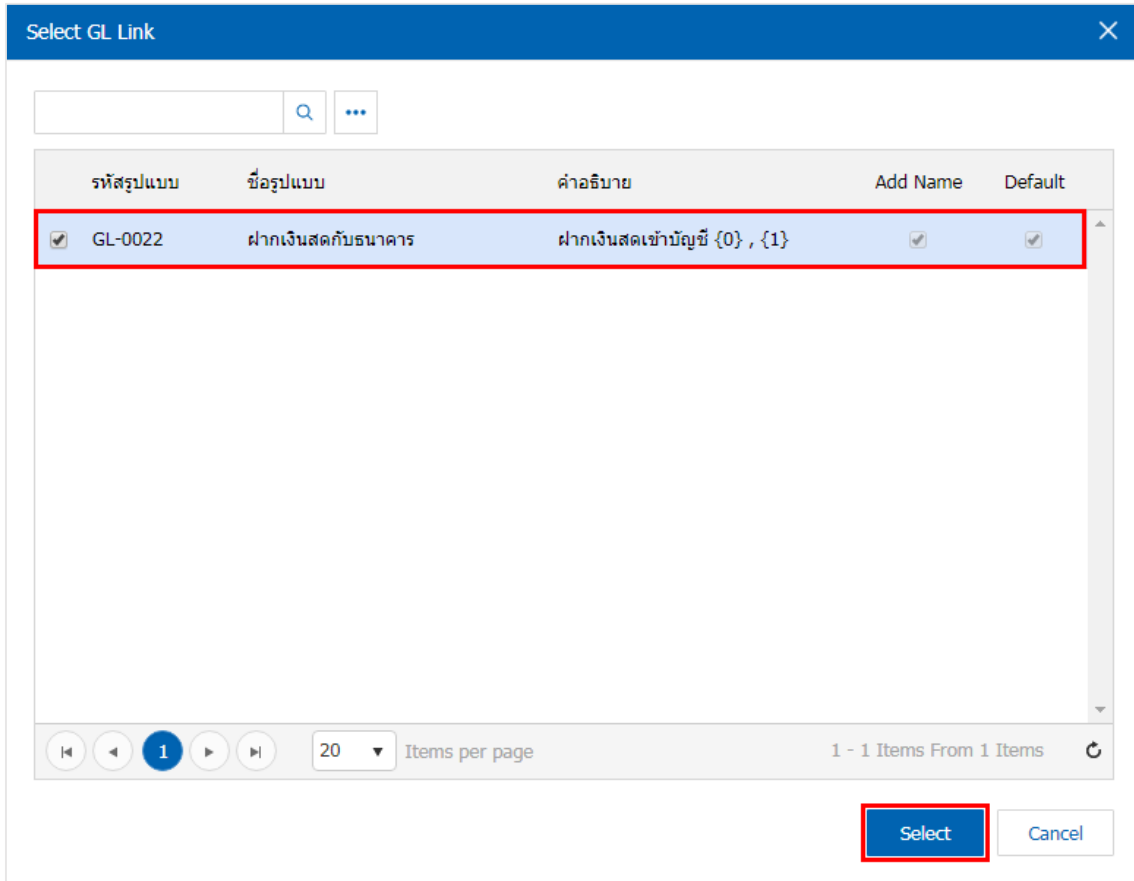 Select GL Link
รหัสรูปแบบ ชื่อรูปแบบ คำอธิบาย Add Name Default
GL-0022 ฝากเงินสดกับธนาคาร ฝากเงินสดเข้าบัญชี {0} , {1}
1 20 Items per page 1 - 1 Items From 1 Items
Select Cancel